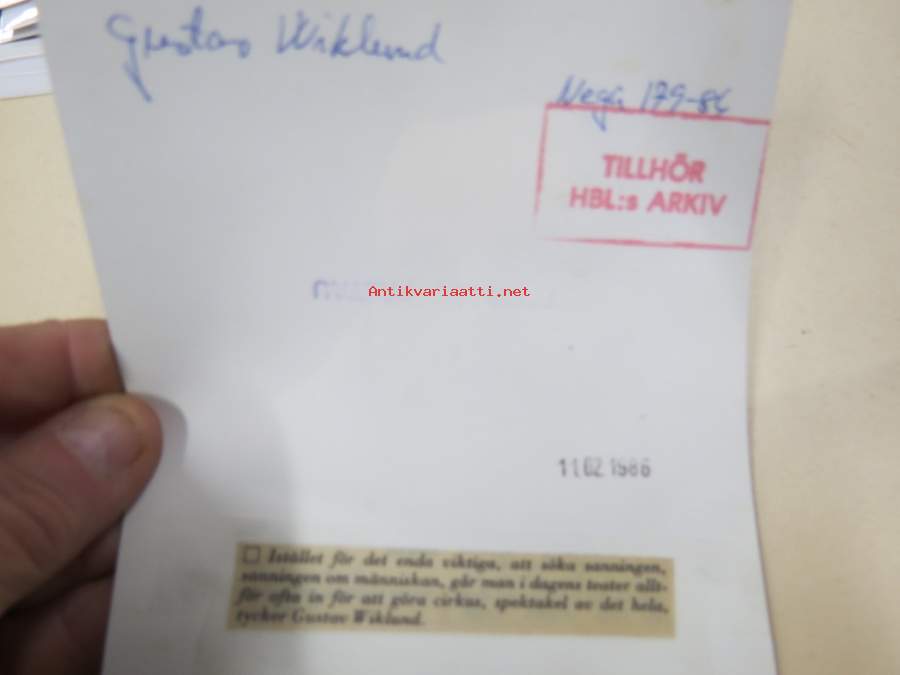 Gustav Wiklund
Nega 179-86
TILLHÖR
HBL:s ARKIV
Antikvariaatti.net
11 02 1986
☐ Istället för det enda viktiga, att söka sanningen,
sanningen om människan, går man i dagens teater allt-
för ofta in för att göra cirkus, spektakel av det hela,
tycker Gustav Wiklund.